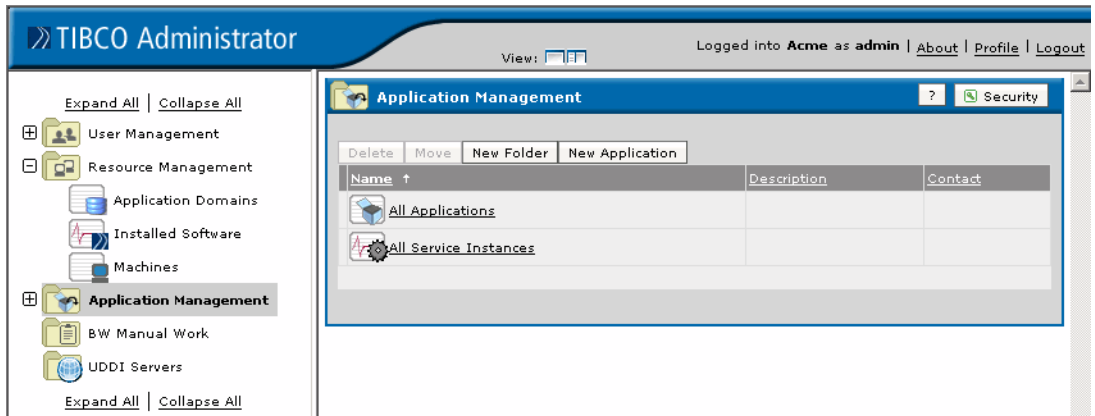 TIBCO Administrator
View:
Logged into Acme as admin | About | Profile | Logout
Expand All | Collapse All
User Management
Resource Management
Application Domains
Installed Software
Machines
Application Management
BW Manual Work
UDDI Servers
Expand All | Collapse All
Application Management
? Security
Delete Move New Folder New Application
Name ↑ Description Contact
All Applications
All Service Instances